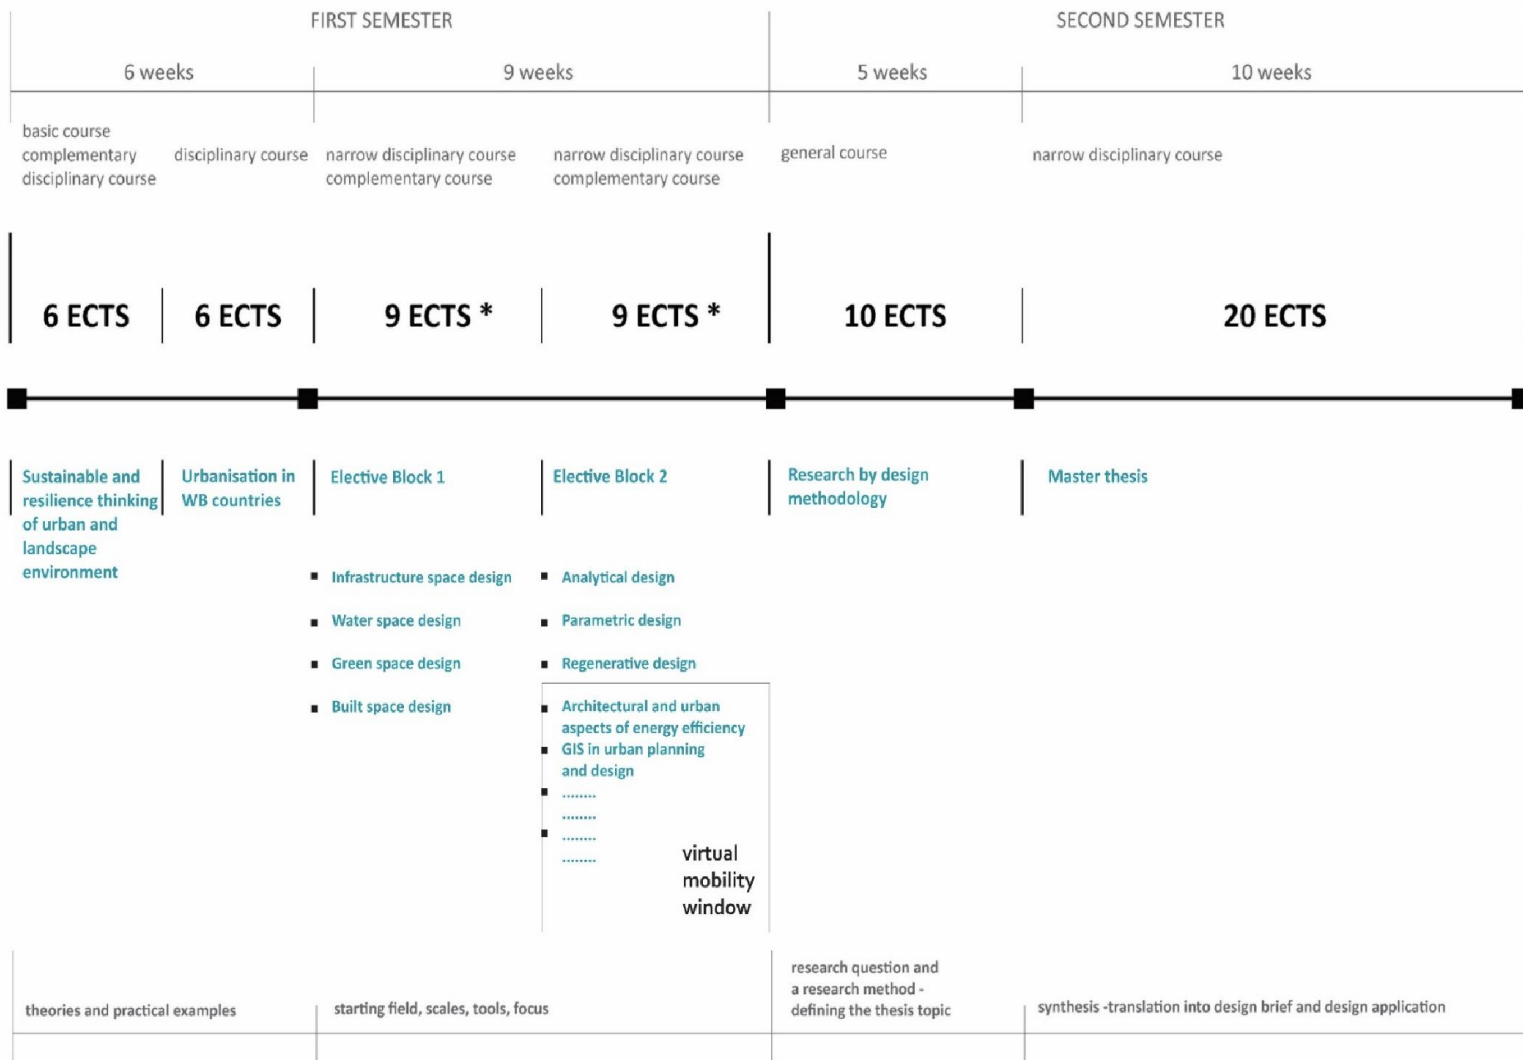 FIRST SEMESTER
SECOND SEMESTER
6 weeks
9 weeks
5 weeks
10 weeks
basic course
complementary
disciplinary course
disciplinary course
narrow disciplinary course
complementary course
narrow disciplinary course
complementary course
general course
narrow disciplinary course
6 ECTS
6 ECTS
9 ECTS *
9 ECTS *
10 ECTS
20 ECTS
Sustainable and
resilience thinking
of urban and
landscape
environment
Urbanisation in
WB countries
Elective Block 1
Infrastructure space design
Water space design
Green space design
Built space design
Elective Block 2
Analytical design
Parametric design
Regenerative design
Architectural and urban
aspects of energy efficiency
GIS in urban planning
and design
........
........
........
........
virtual
mobility
window
Research by design
methodology
Master thesis
theories and practical examples
starting field, scales, tools, focus
research question and
a research method -
defining the thesis topic
synthesis -translation into design brief and design application